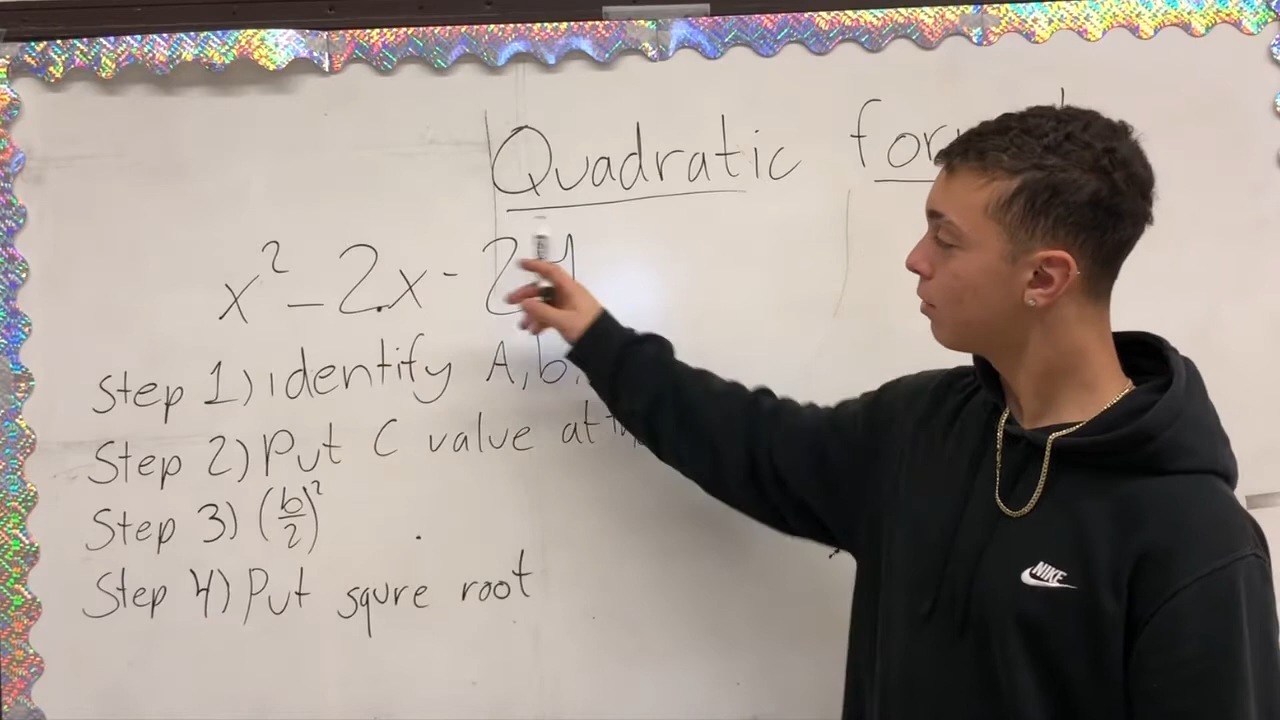 Quadratic for
x² - 2x - 24
Step 1) identify A, b,
Step 2) Put C value at
Step 3) (b/2)²
Step 4) Put squre root
NIKE